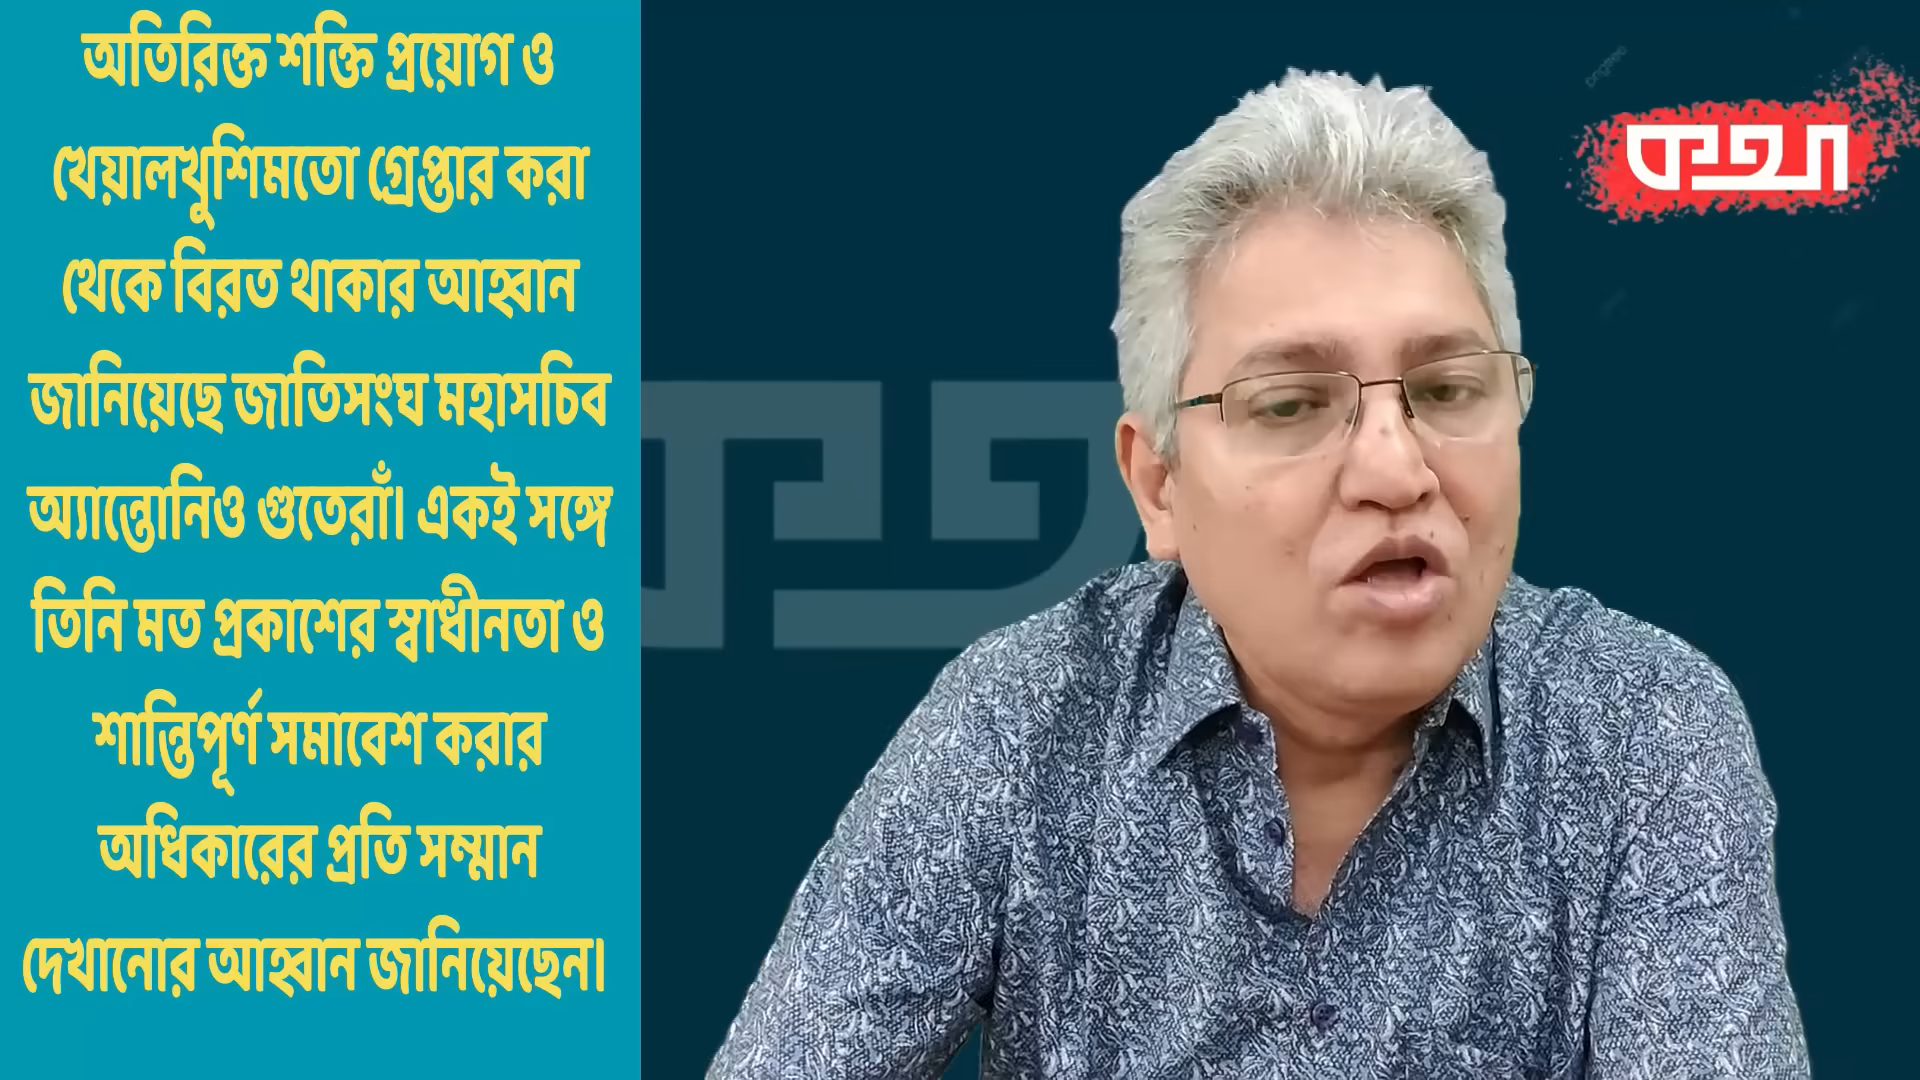 অতিরিক্ত শক্তি প্রয়োগ ও
খেয়ালখুশিমতো গ্রেপ্তার করা
থেকে বিরত থাকার আহ্বান
জানিয়েছে জাতিসংঘ মহাসচিব
অ্যান্তোনিও গুতেরাঁ। একই সঙ্গে
তিনি মত প্রকাশের স্বাধীনতা ও
শান্তিপূর্ণ সমাবেশ করার
অধিকারের প্রতি সম্মান
দেখানোর আহ্বান জানিয়েছেন।